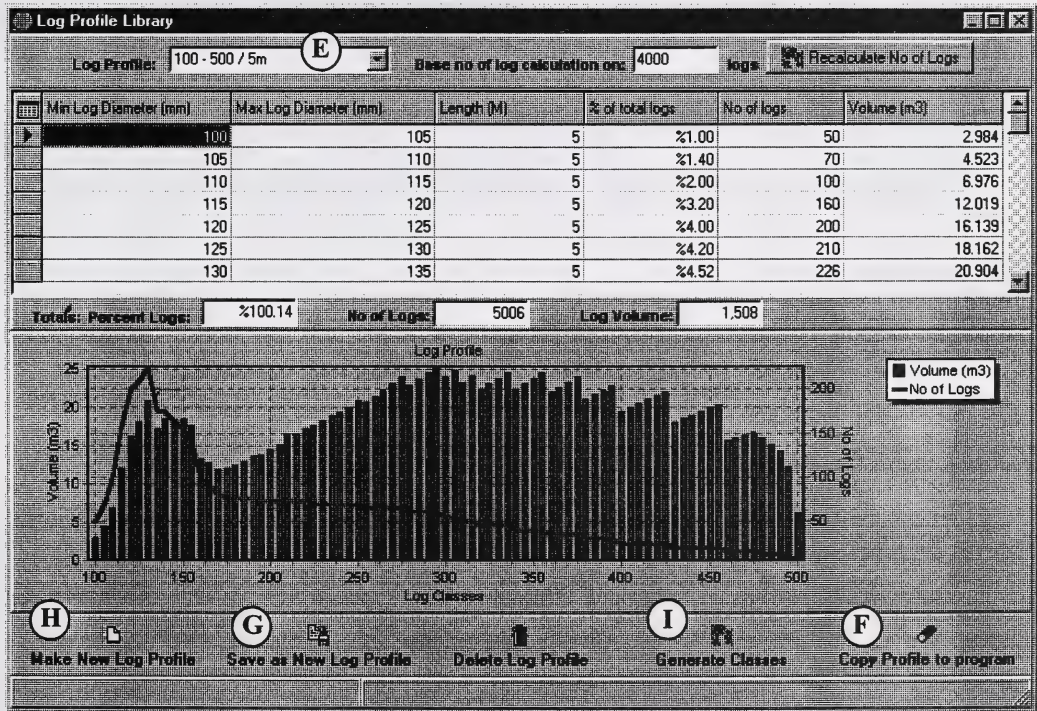 Log Profile Library
Log Profile: 100 - 500 / 5m E Base no of log calculation on: 4000 logs Recalculate No of Logs
Min Log Diameter (mm) Max Log Diameter (mm) Length (M) % of total logs No of logs Volume (m3)
100 105 5 %1.00 50 2.984
105 110 5 %1.40 70 4.523
110 115 5 %2.00 100 6.976
115 120 5 %3.20 160 12.019
120 125 5 %4.00 200 16.139
125 130 5 %4.20 210 18.162
130 135 5 %4.52 226 20.904
Totals: Percent Logs: %100.14 No of Logs: 5006 Log Volume: 1,508
Log Profile
Volume (m3)
No of Logs
25
20
15
10
5
0
Volume (m3)
200
150
100
50
No of Logs
100 150 200 250 300 350 400 450 500
Log Classes
H G I F
Make New Log Profile Save as New Log Profile Delete Log Profile Generate Classes Copy Profile to program